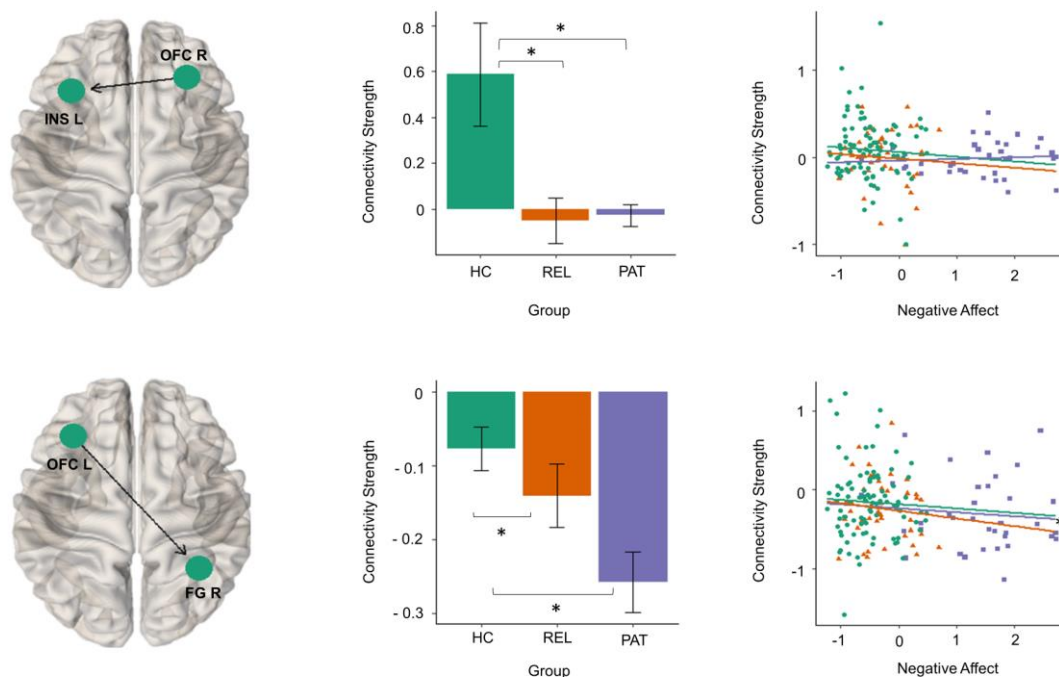 OFC R
INS L
Connectivity Strength
0.8
0.6
0.4
0.2
0
*
*
HC
REL
PAT
Group
Connectivity Strength
1
0
-1
-1
0
1
2
Negative Affect
OFC L
FG R
Connectivity Strength
0
- 0.1
- 0.2
- 0.3
*
*
HC
REL
PAT
Group
Connectivity Strength
1
0
-1
-1
0
1
2
Negative Affect